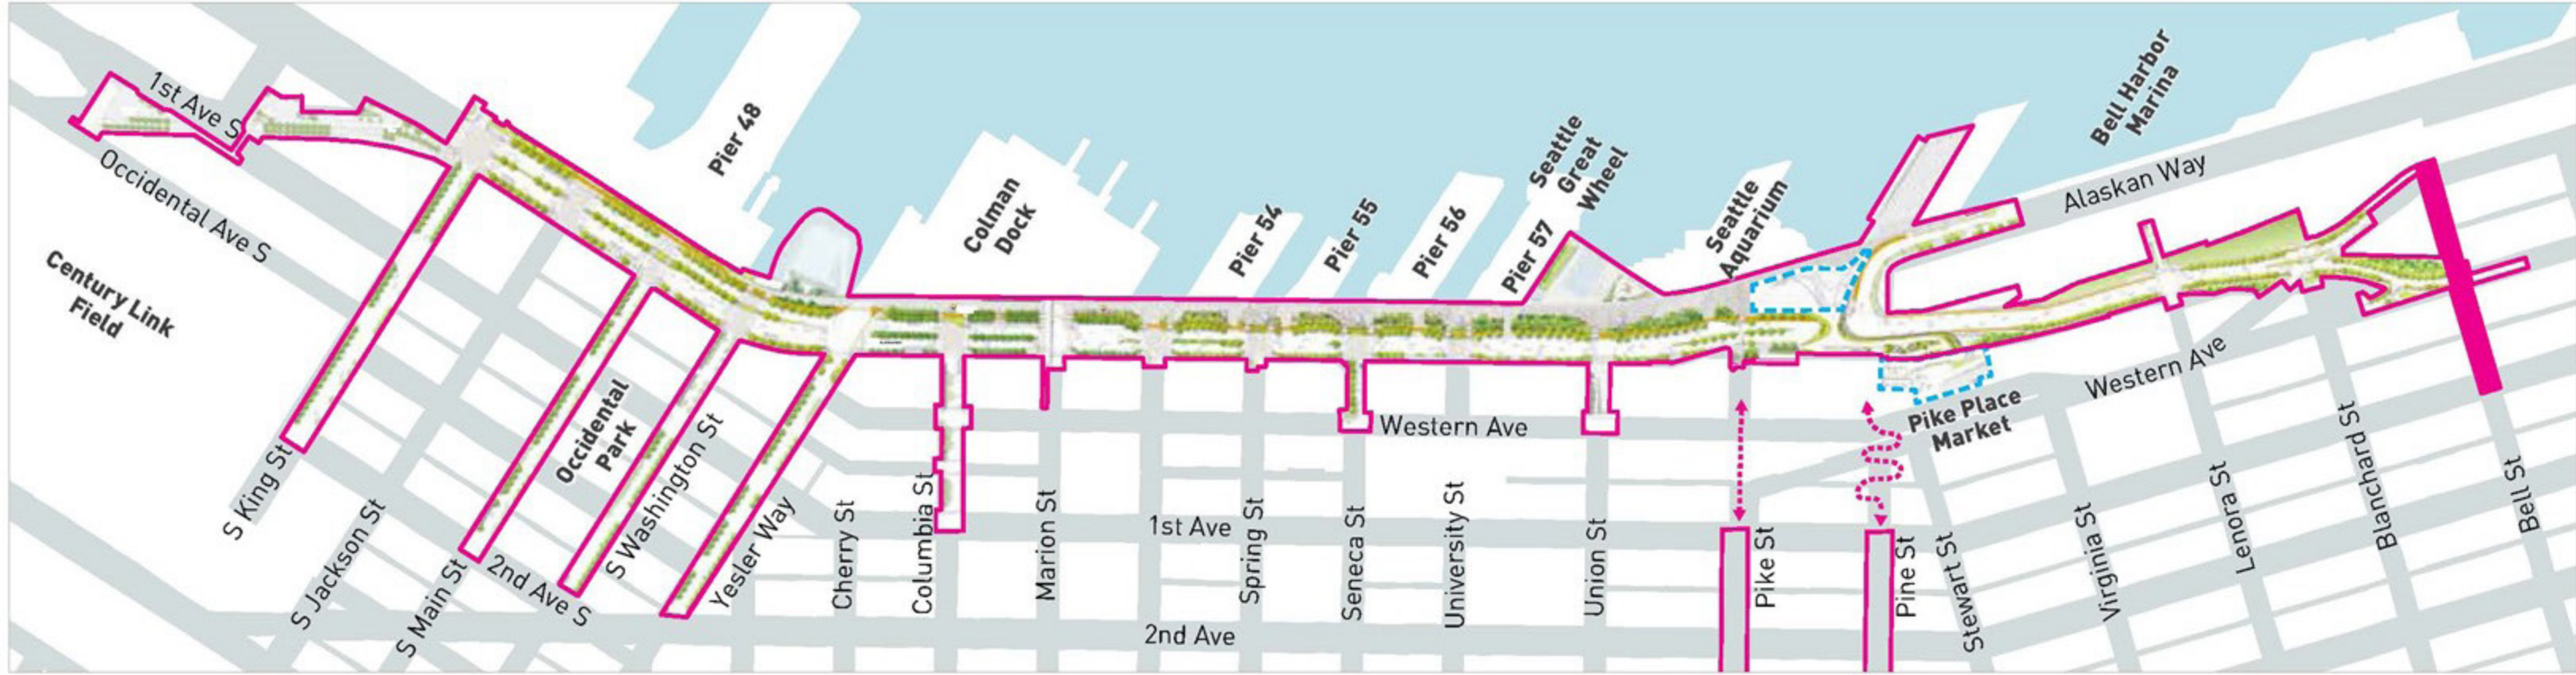 1st Ave S
Occidental Ave S
Century Link
Field
Pier 48
Colman
Dock
Pier 54
Pier 55
Pier 56
Pier 57
Seattle
Great
Wheel
Seattle
Aquarium
Bell Harbor
Marina
Alaskan Way
Occidental
Park
Western Ave
Pike Place
Market
Western Ave
S King St
S Jackson St
S Main St
2nd Ave S
S Washington St
Yesler Way
Cherry St
Columbia St
Marion St
1st Ave
Spring St
Seneca St
University St
Union St
Pike St
Pine St
Stewart St
Virginia St
Lenora St
Blanchard St
Bell St
2nd Ave